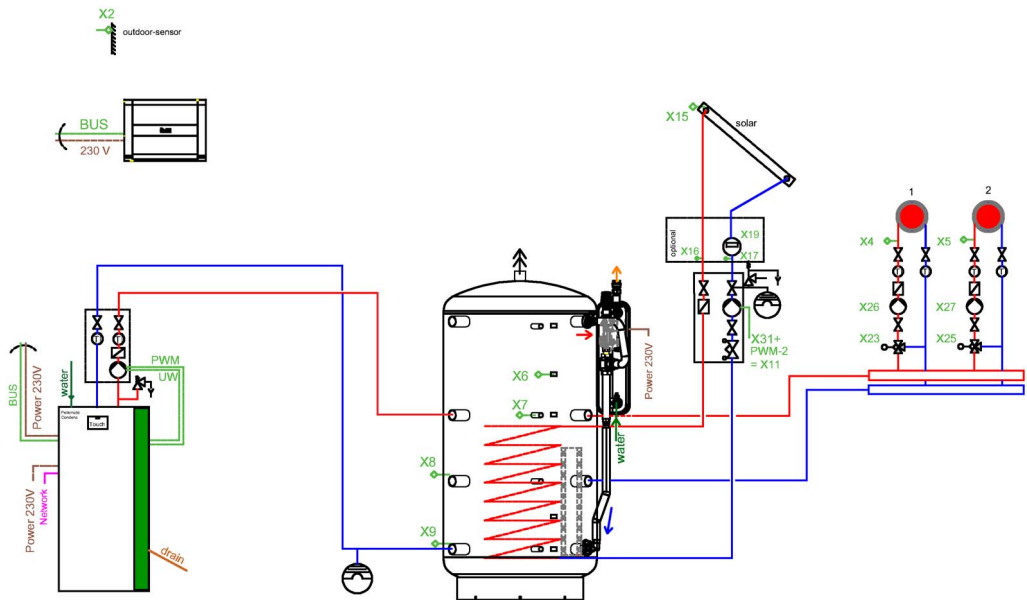 X2
outdoor-sensor
BUS
230 V
X15
solar
1
2
optional
X19
X16
X17
X4
X5
X26
X27
X23
X25
X31+
PWM-2
= X11
PWM
UW
BUS
Power 230V
water
Touch
Power 230V
Network
drain
X6
X7
X8
X9
Power 230V
water